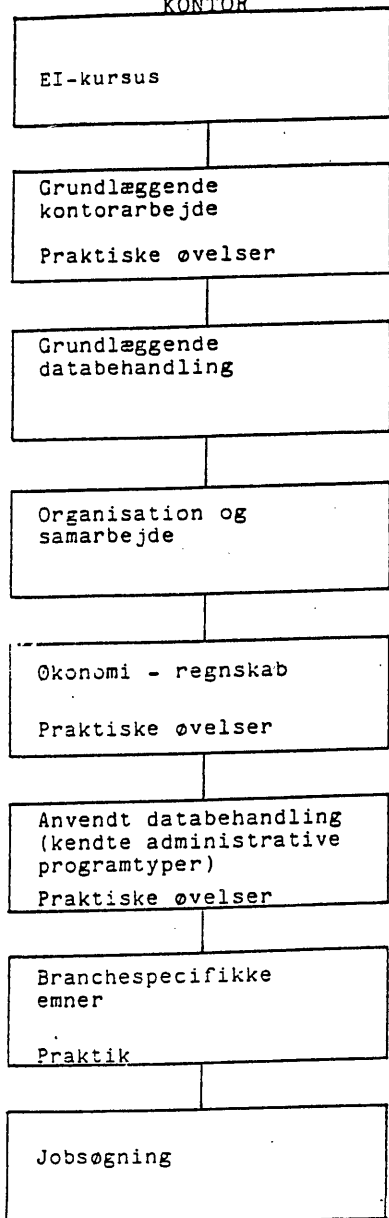 KONTOR
EI-kursus
Grundlæggende
kontorarbejde
Praktiske øvelser
Grundlæggende
databehandling
Organisation og
samarbejde
Økonomi - regnskab
Praktiske øvelser
Anvendt databehandling
(kendte administrative
programtyper)
Praktiske øvelser
Branchespecifikke
emner
Praktik
Jobsøgning